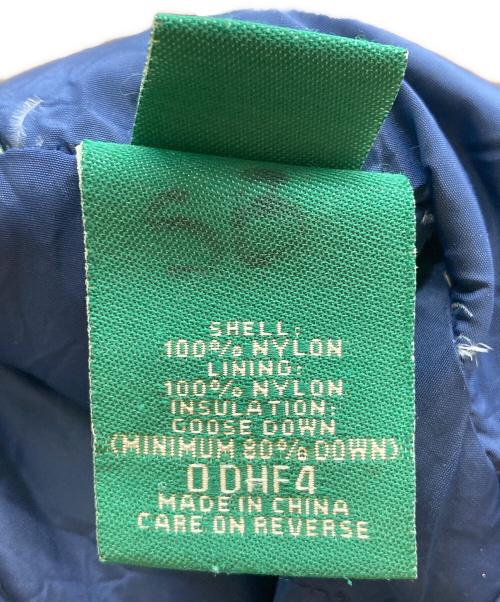 SHELL:
100% NYLON
LINING:
100% NYLON
INSULATION:
GOOSE DOWN
(MINIMUM 80% DOWN)
0 DHF4
MADE IN CHINA
CARE ON REVERSE